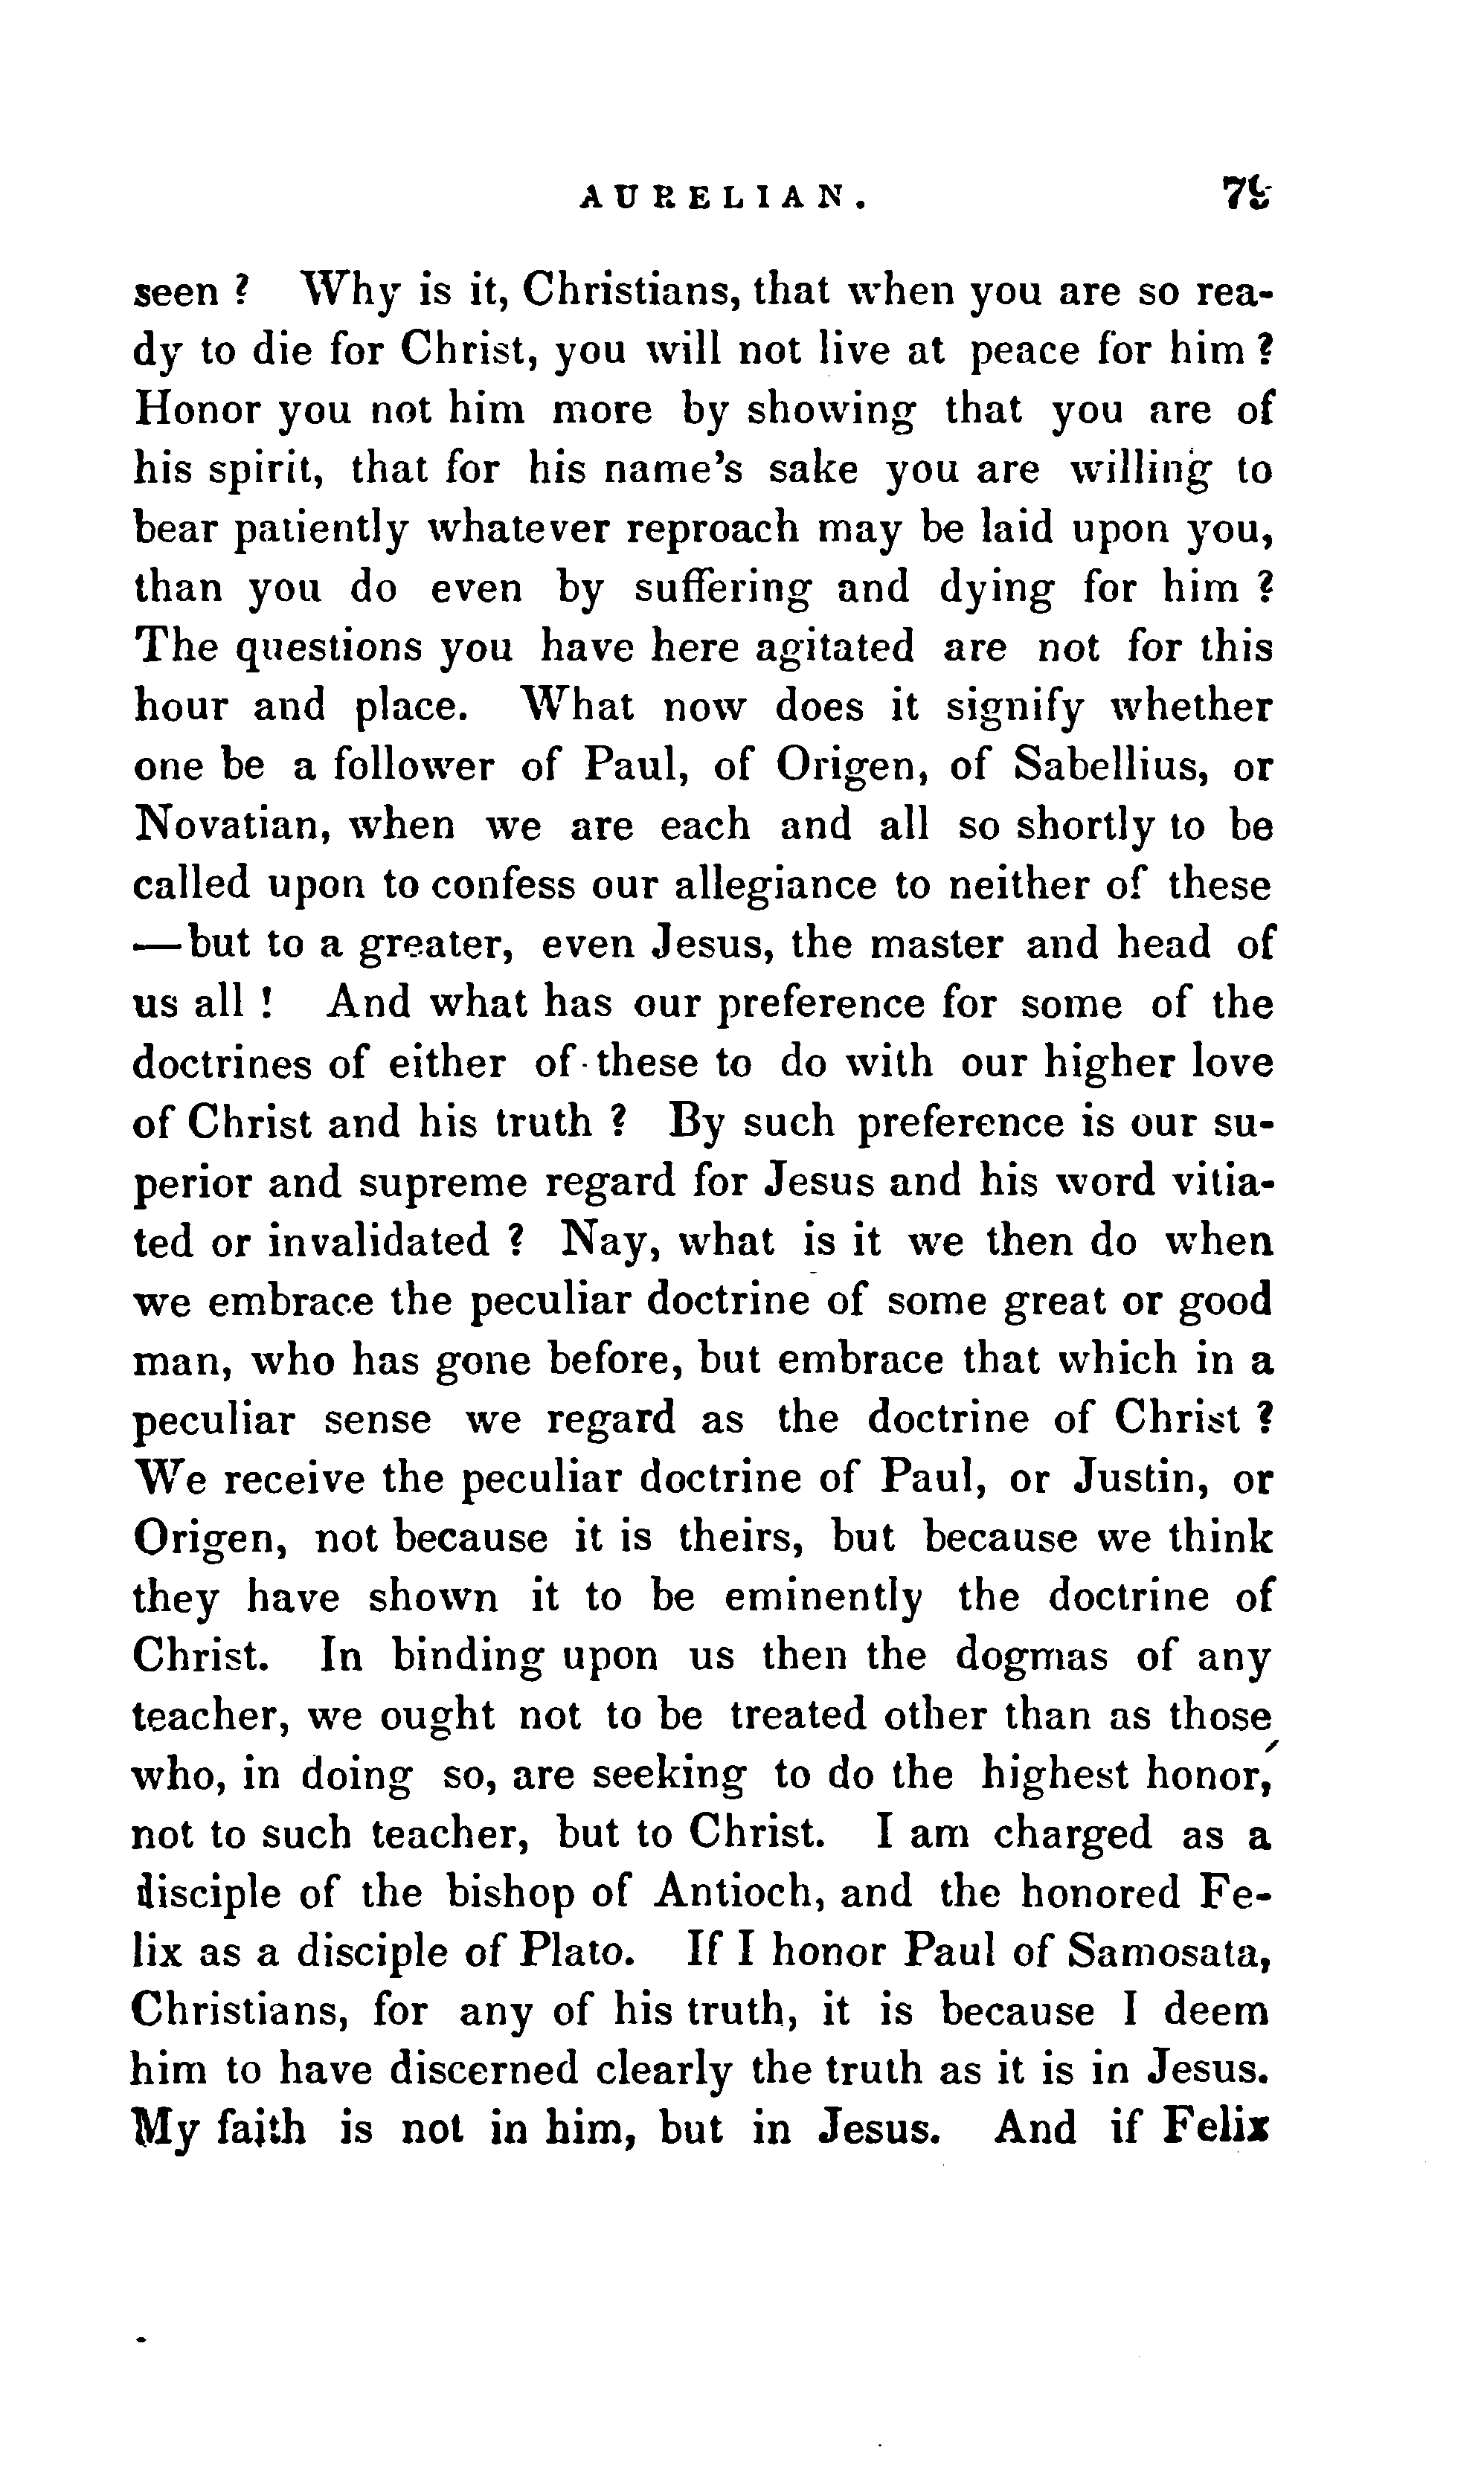 AURELIAN. 79
seen ? Why is it, Christians, that when you are so rea-
dy to die for Christ, you will not live at peace for him ?
Honor you not him more by showing that you are of
his spirit, that for his name's sake you are willing to
bear patiently whatever reproach may be laid upon you,
than you do even by suffering and dying for him ?
The questions you have here agitated are not for this
hour and place. What now does it signify whether
one be a follower of Paul, of Origen, of Sabellius, or
Novatian, when we are each and all so shortly to be
called upon to confess our allegiance to neither of these
—but to a greater, even Jesus, the master and head of
us all ! And what has our preference for some of the
doctrines of either of these to do with our higher love
of Christ and his truth ? By such preference is our su-
perior and supreme regard for Jesus and his word vitia-
ted or invalidated ? Nay, what is it we then do when
we embrace the peculiar doctrine of some great or good
man, who has gone before, but embrace that which in a
peculiar sense we regard as the doctrine of Christ ?
We receive the peculiar doctrine of Paul, or Justin, or
Origen, not because it is theirs, but because we think
they have shown it to be eminently the doctrine of
Christ. In binding upon us then the dogmas of any
teacher, we ought not to be treated other than as those
who, in doing so, are seeking to do the highest honor,
not to such teacher, but to Christ. I am charged as a
disciple of the bishop of Antioch, and the honored Fe-
lix as a disciple of Plato. If I honor Paul of Samosata,
Christians, for any of his truth, it is because I deem
him to have discerned clearly the truth as it is in Jesus.
My faith is not in him, but in Jesus. And if Felix